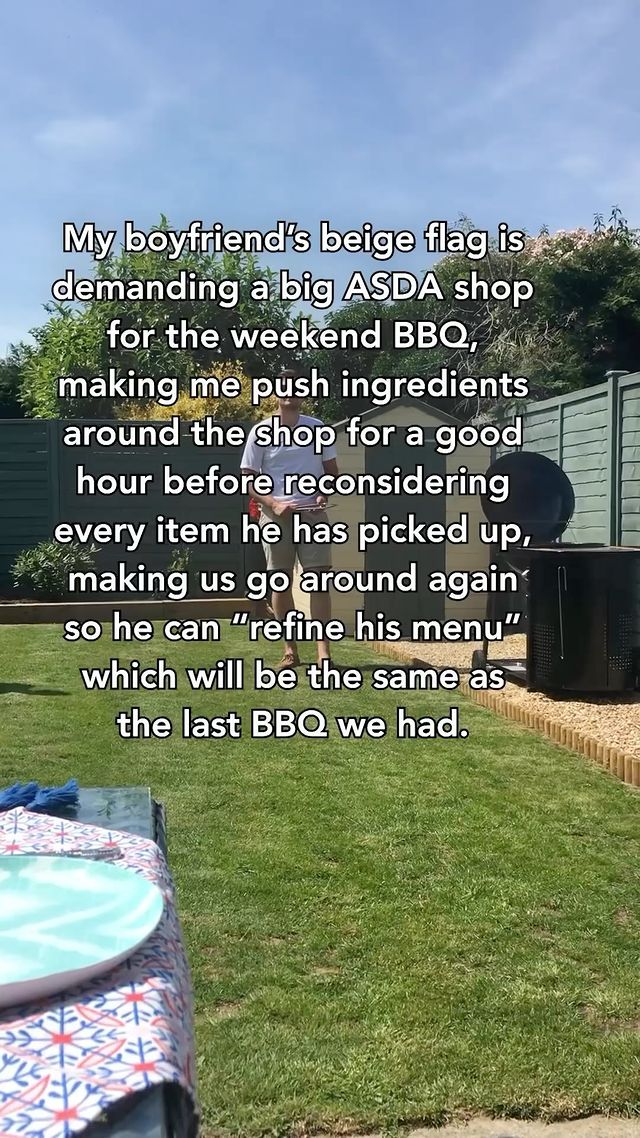 My boyfriend’s beige flag is
demanding a big ASDA shop
for the weekend BBQ,
making me push ingredients
around the shop for a good
hour before reconsidering
every item he has picked up,
making us go around again
so he can “refine his menu”
which will be the same as
the last BBQ we had.